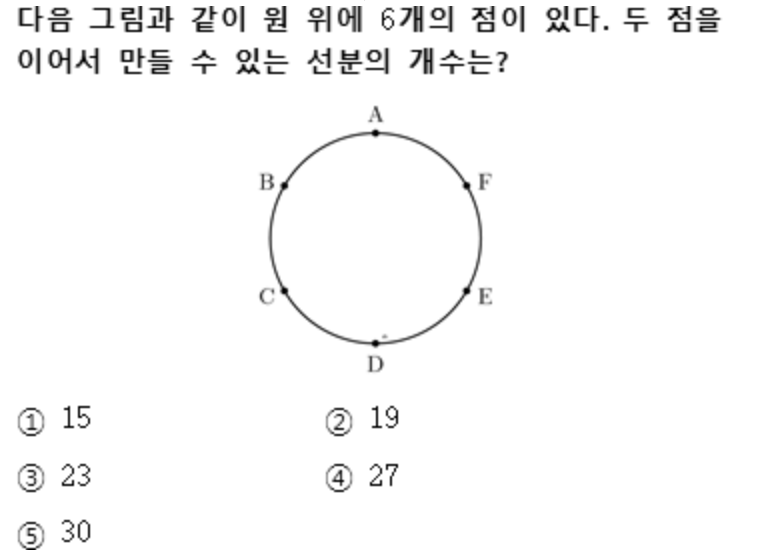 다음 그림과 같이 원 위에 6개의 점이 있다. 두 점을
이어서 만들 수 있는 선분의 개수는?
A
B
F
C
E
D
① 15
② 19
③ 23
④ 27
⑤ 30